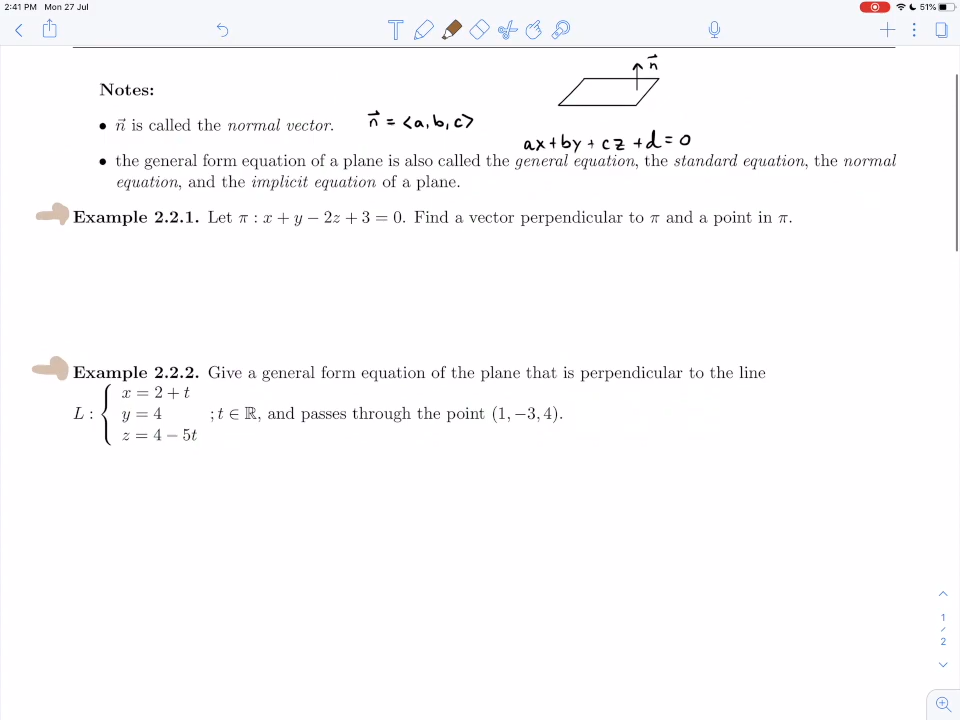 2:41 PM Mon 27 Jul
51%
Notes:
n⃗
• n⃗ is called the normal vector. n⃗ = <a, b, c>
ax + by + cz + d = 0
• the general form equation of a plane is also called the general equation, the standard equation, the normal
equation, and the implicit equation of a plane.
Example 2.2.1. Let π : x + y − 2z + 3 = 0. Find a vector perpendicular to π and a point in π.
Example 2.2.2. Give a general form equation of the plane that is perpendicular to the line
x = 2 + t
L : { y = 4 ; t ∈ ℝ, and passes through the point (1, −3, 4).
z = 4 − 5t
1
/
2